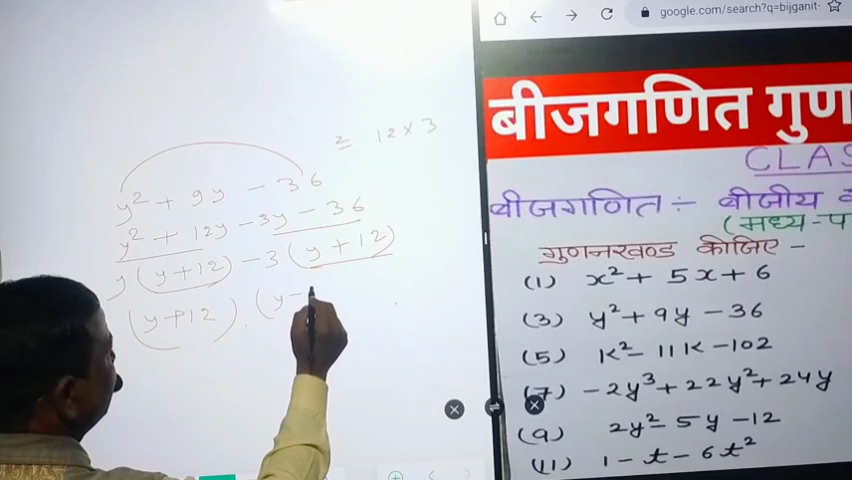 = 12 × 3
y² + 9y - 36
y² + 12y - 3y - 36
y (y + 12) - 3 (y + 12)
(y + 12) . (y -
google.com/search?q=bijganit-
बीजगणित गुण
CLAS
बीजगणित :- बीजीय
(मध्य-प
गुणनखण्ड कीजिए -
(1) x² + 5x + 6
(3) y² + 9y - 36
(5) k² - 11k - 102
(7) -2y³ + 22y² + 24y
(9) 2y² - 5y - 12
(11) 1 - t - 6t²